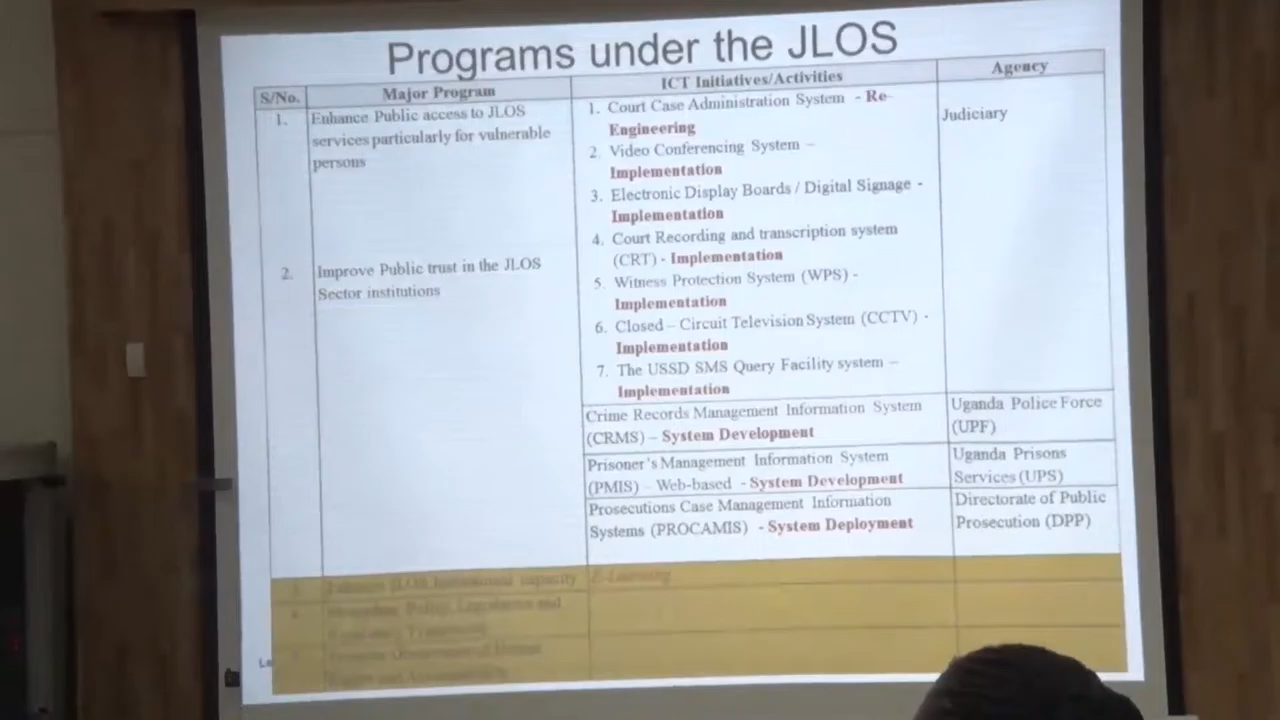 Programs under the JLOS
S/No.
Major Program
ICT Initiatives/Activities
Agency
1.
Enhance Public access to JLOS
services particularly for vulnerable
persons
2.
Improve Public trust in the JLOS
Sector institutions
1. Court Case Administration System - Re-
Engineering
2. Video Conferencing System –
Implementation
3. Electronic Display Boards / Digital Signage -
Implementation
4. Court Recording and transcription system
(CRT) - Implementation
5. Witness Protection System (WPS) -
Implementation
6. Closed – Circuit Television System (CCTV) -
Implementation
7. The USSD SMS Query Facility system –
Implementation
Judiciary
Crime Records Management Information System
(CRMS) – System Development
Uganda Police Force
(UPF)
Prisoner's Management Information System
(PMIS) – Web-based - System Development
Uganda Prisons
Services (UPS)
Prosecutions Case Management Information
Systems (PROCAMIS) - System Deployment
Directorate of Public
Prosecution (DPP)
3. Enhance JLOS Institutional capacity
E-Learning